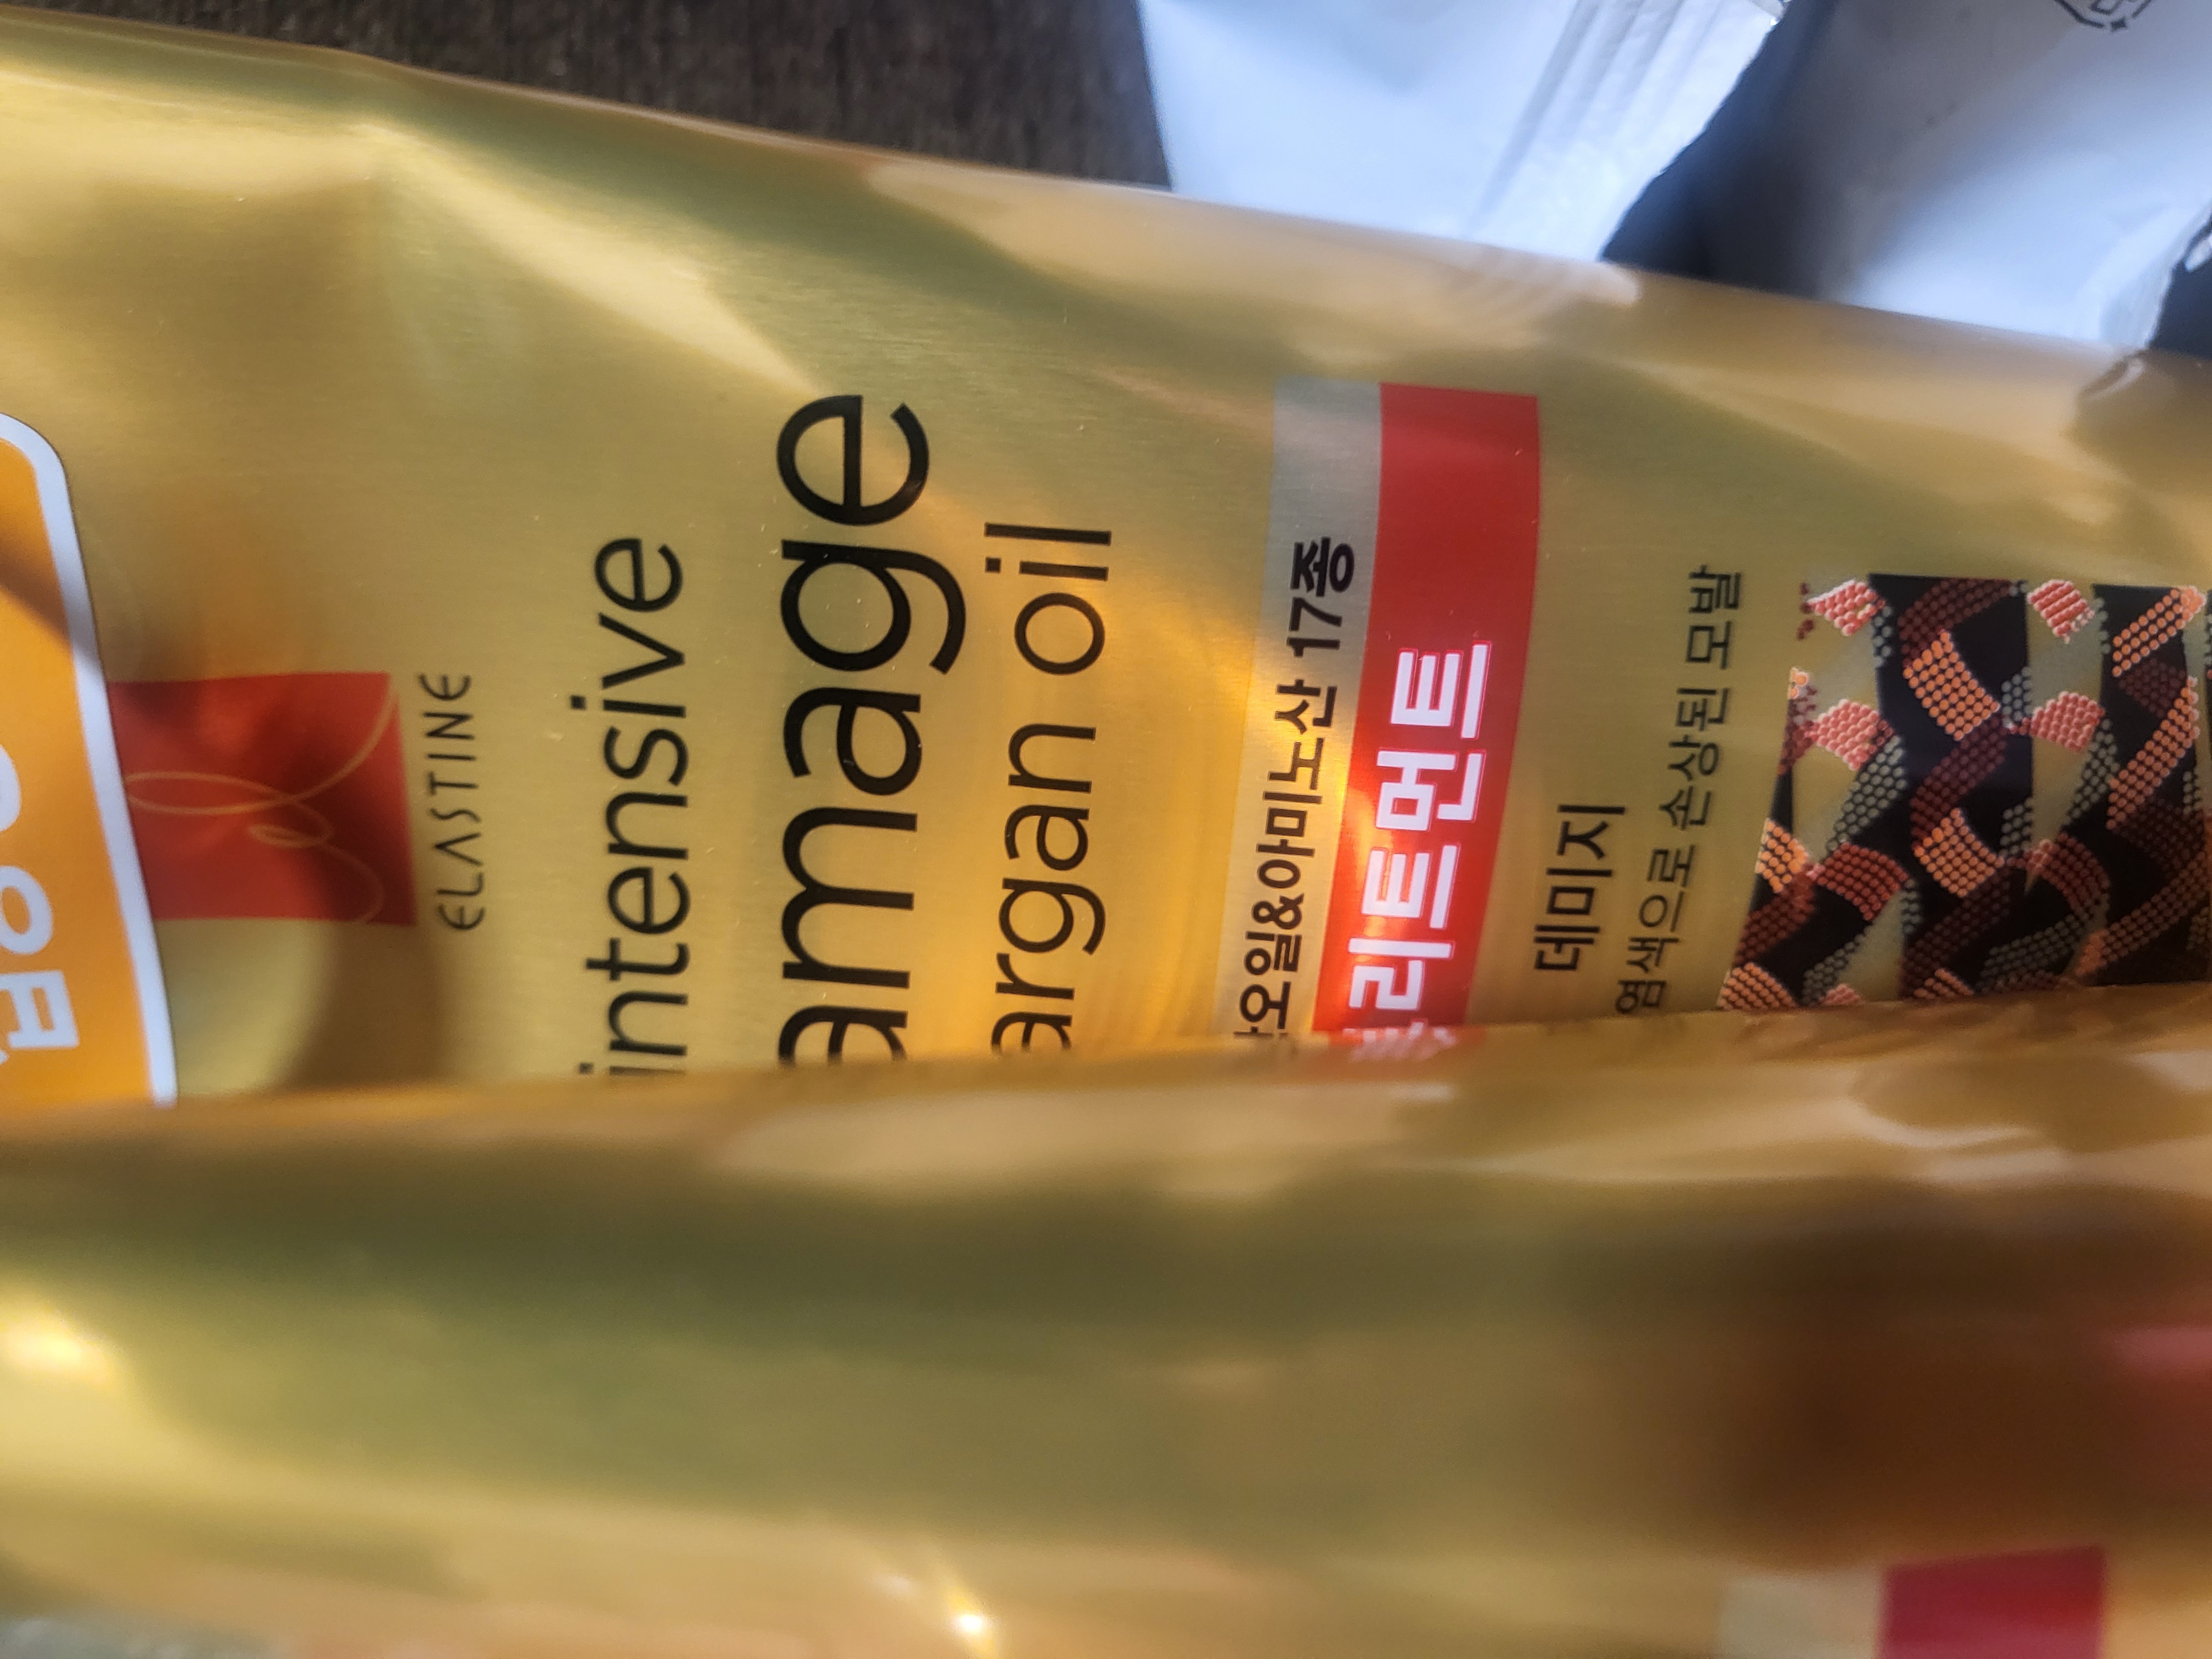 ELASTINE
intensive
amage
argan oil
오일&아미노산 17종
트리트먼트
데미지
염색으로 손상된 모발